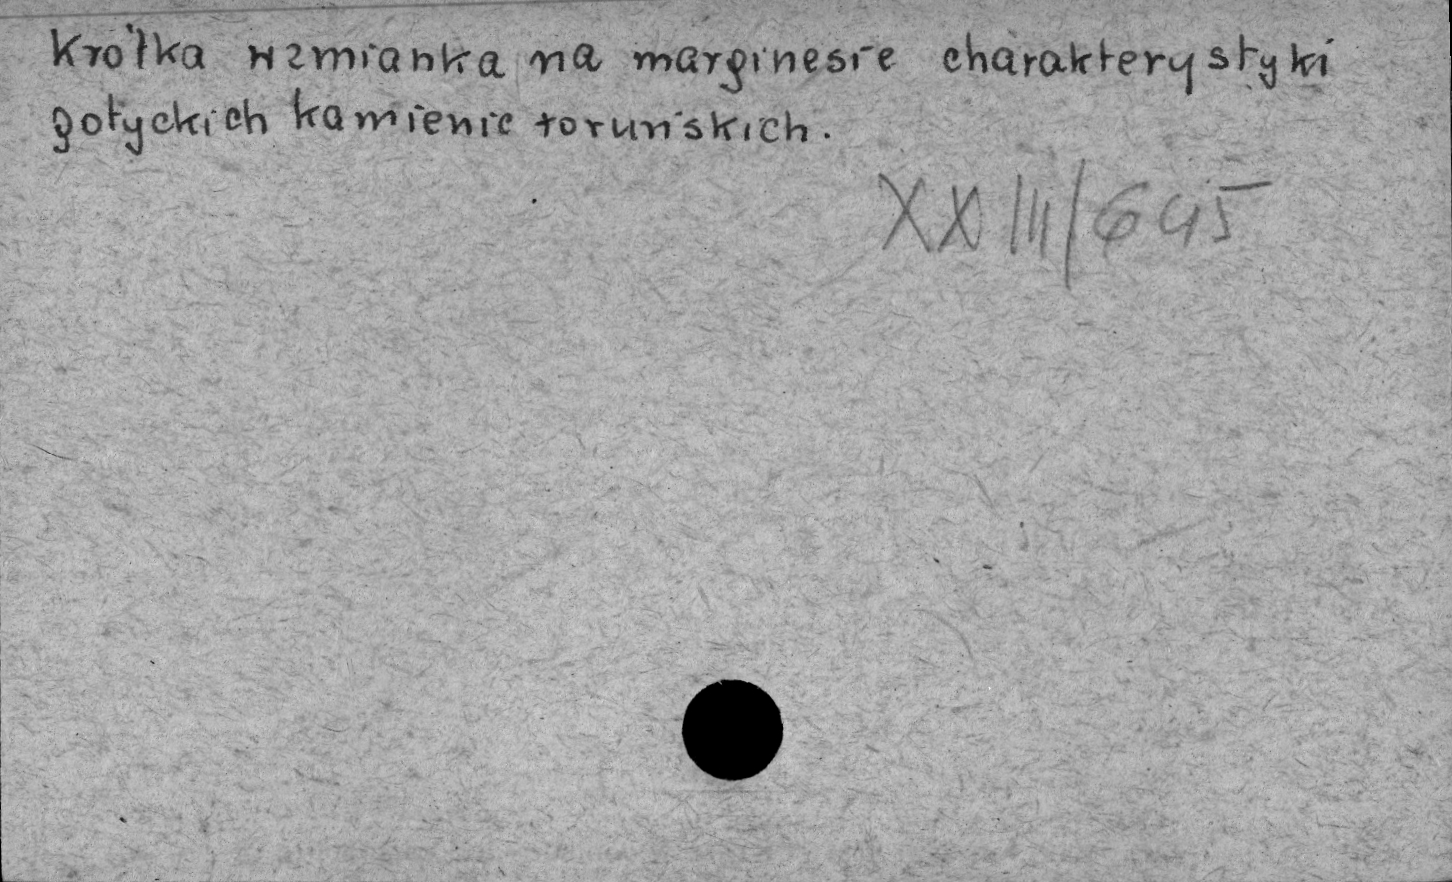 Krótka wzmianka na marginesie charakterystyki
gotyckich kamienic toruńskich.
XXIII/645